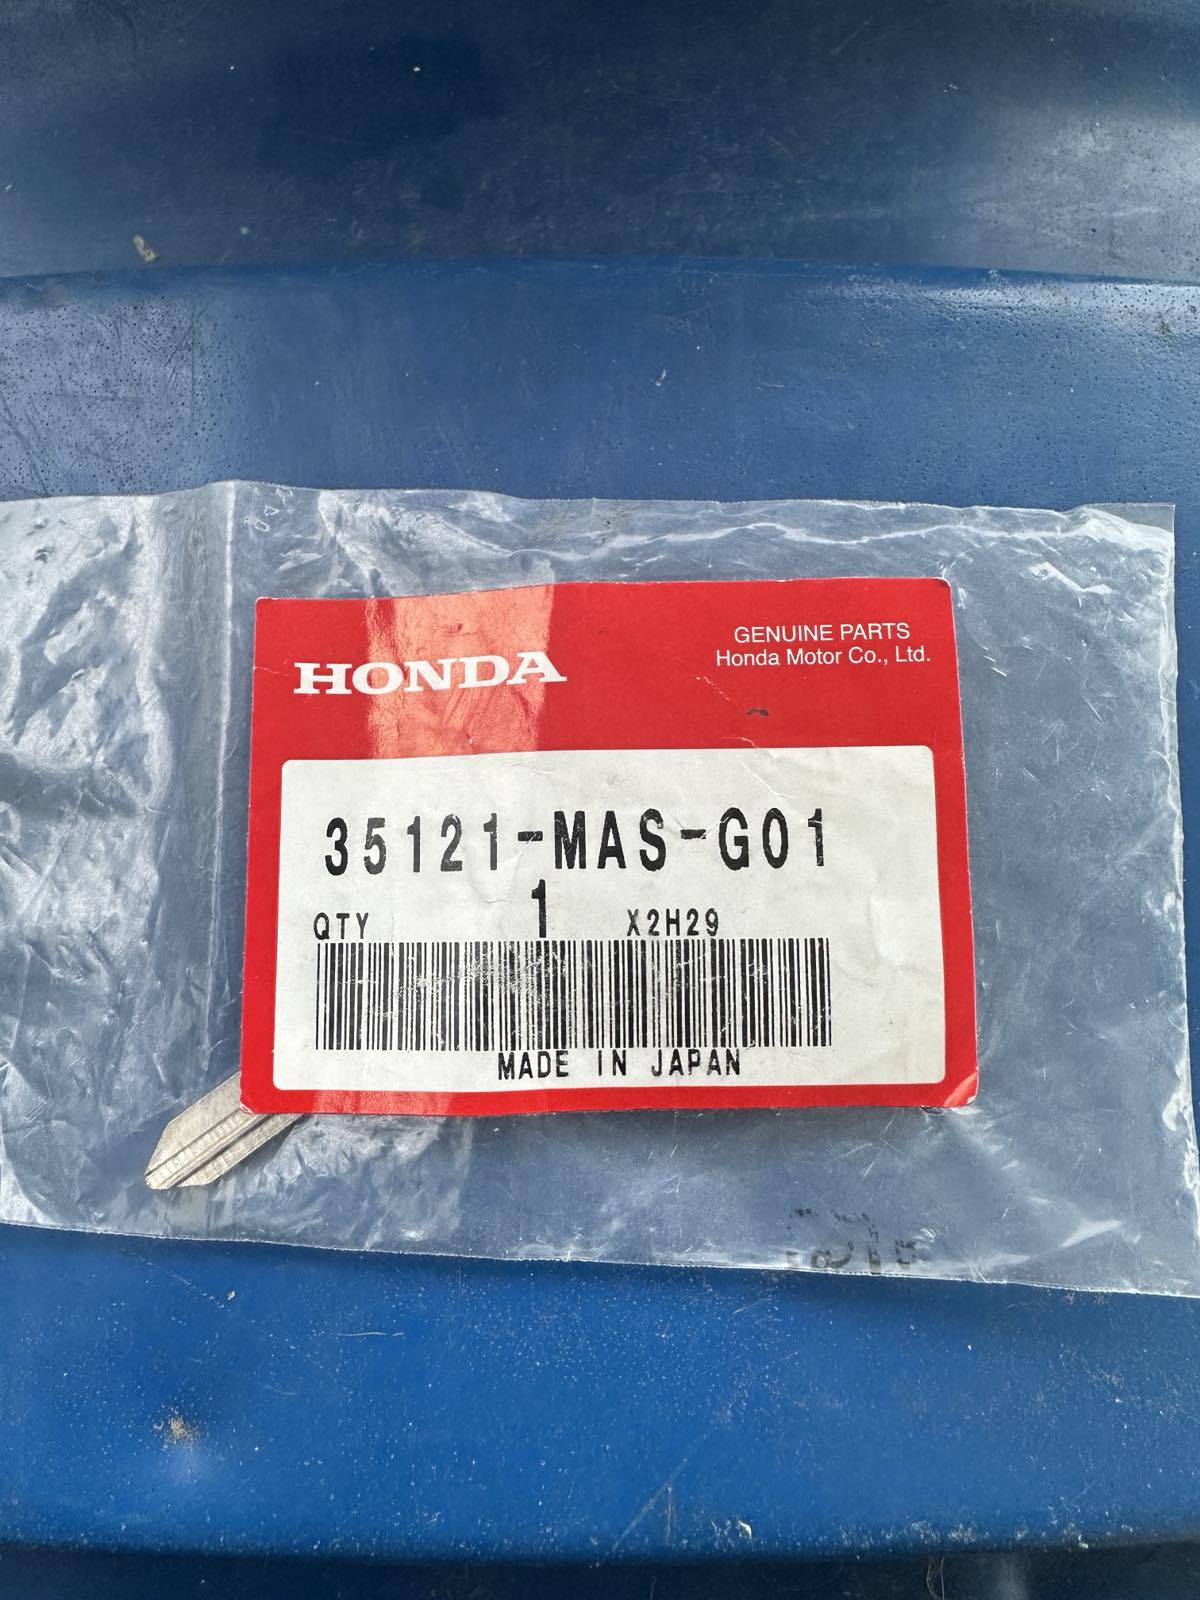 HONDA
GENUINE PARTS
Honda Motor Co., Ltd.
35121-MAS-G01
QTY 1 X2H29
MADE IN JAPAN